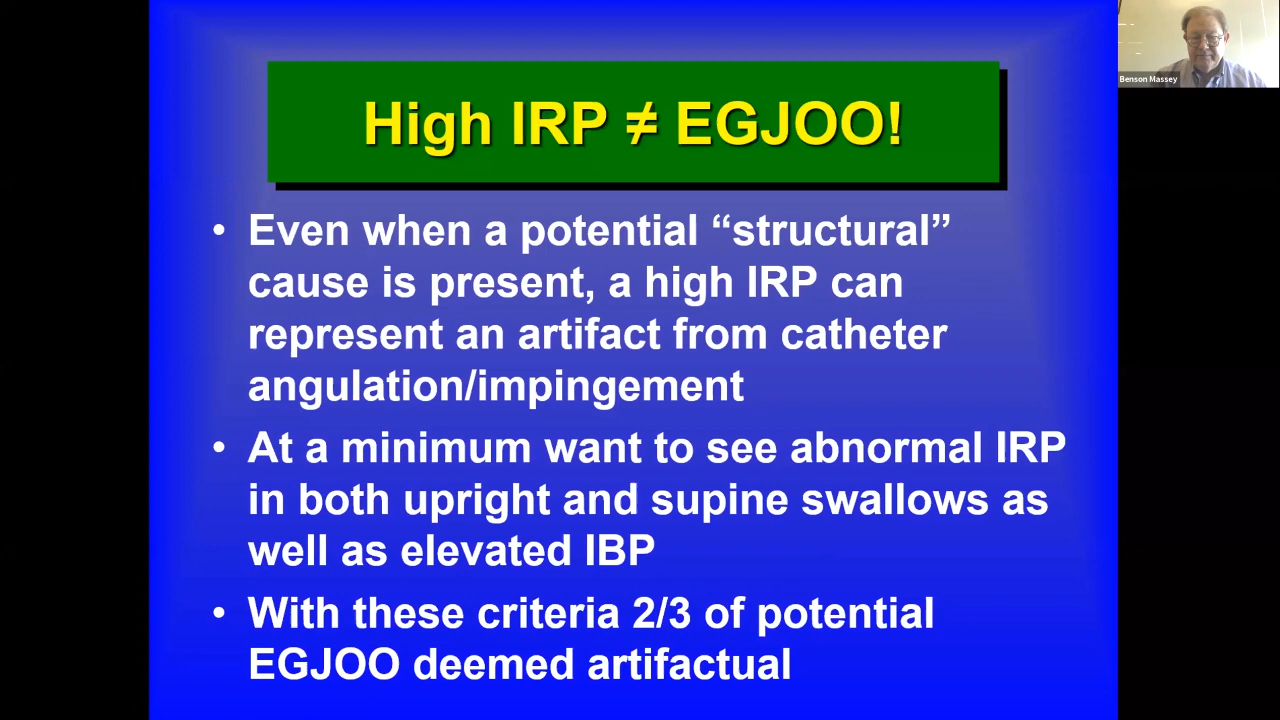 High IRP ≠ EGJOO!
Benson Massey
• Even when a potential “structural”
cause is present, a high IRP can
represent an artifact from catheter
angulation/impingement
• At a minimum want to see abnormal IRP
in both upright and supine swallows as
well as elevated IBP
• With these criteria 2/3 of potential
EGJOO deemed artifactual